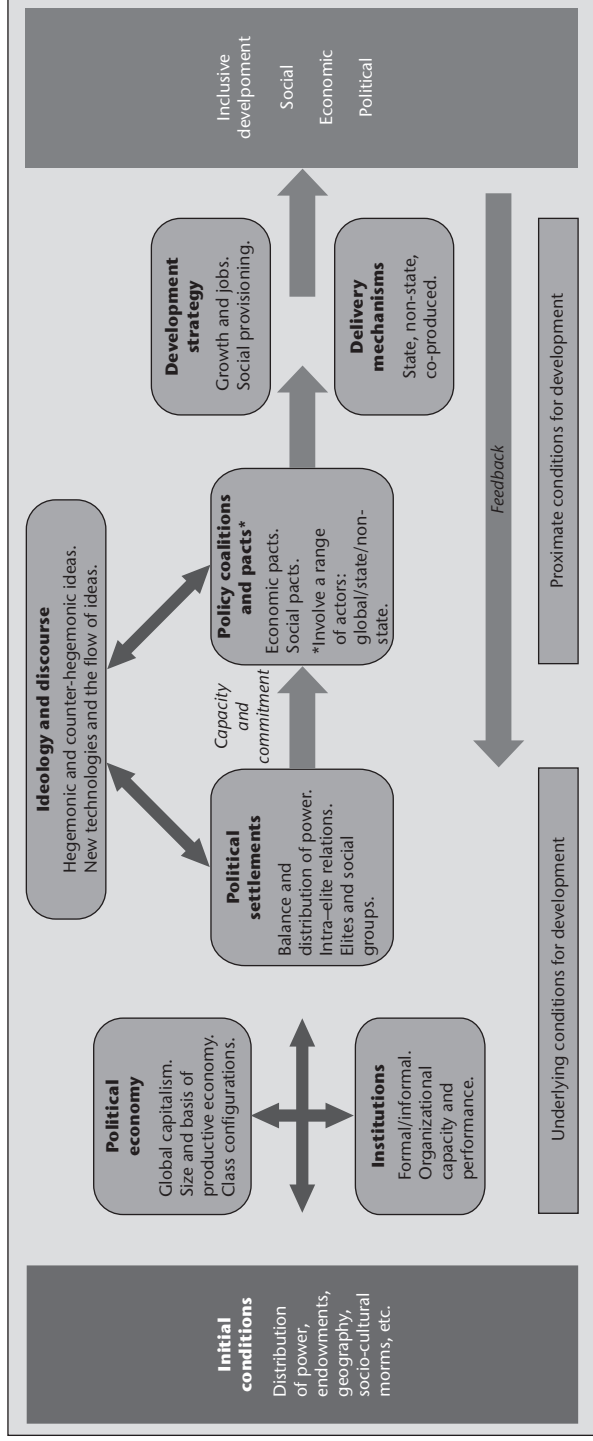 Initial
conditions
Distribution
of power,
endowments,
geography,
socio-cultural
morms, etc.
Political
economy
Global capitalism.
Size and basis of
productive economy.
Class configurations.
Institutions
Formal/informal.
Organizational
capacity and
performance.
Political
settlements
Balance and
distribution of power.
Intra–elite relations.
Elites and social
groups.
Ideology and discourse
Hegemonic and counter-hegemonic ideas.
New technologies and the flow of ideas.
Capacity
and
commitment
Policy coalitions
and pacts*
Economic pacts.
Social pacts.
*Involve a range
of actors:
global/state/non-
state.
Development
strategy
Growth and jobs.
Social provisioning.
Delivery
mechanisms
State, non-state,
co-produced.
Inclusive
develpoment
Social
Economic
Political
Feedback
Underlying conditions for development
Proximate conditions for development